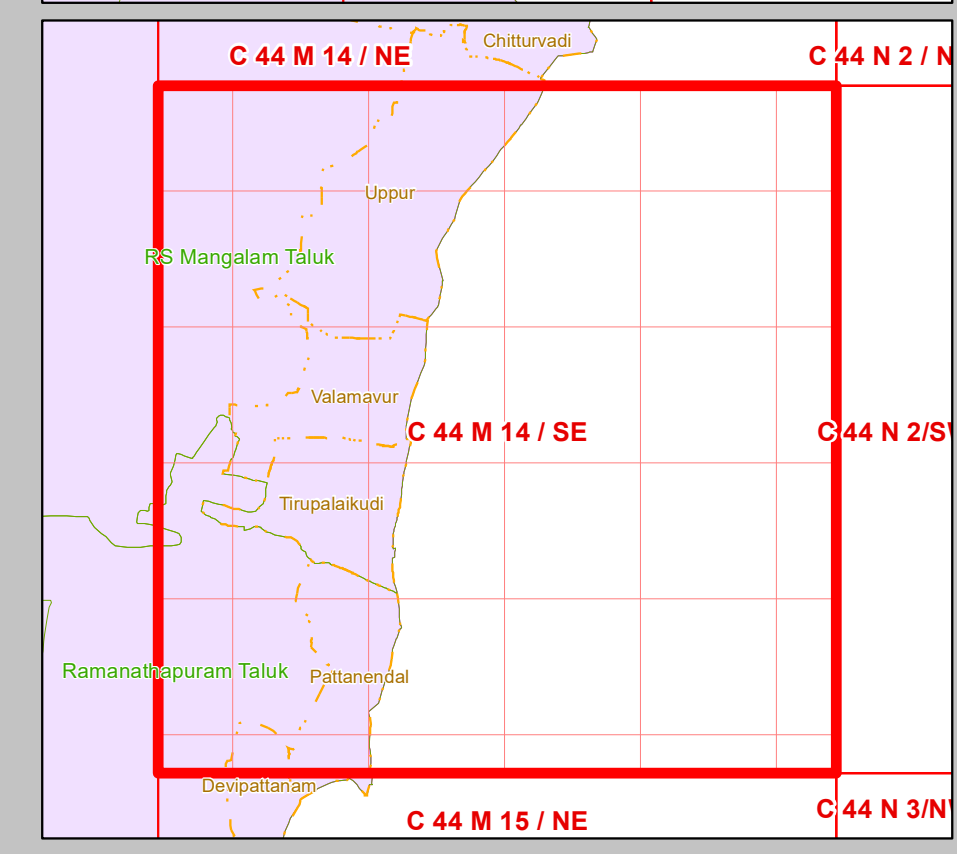 Chitturvadi
C 44 M 14 / NE
C 44 N 2 / N
Uppur
RS Mangalam Taluk
Valamavur
C 44 M 14 / SE
C 44 N 2/S
Tirupalaikudi
Ramanathapuram Taluk
Pattanendal
Devipattanam
C 44 N 3/N
C 44 M 15 / NE